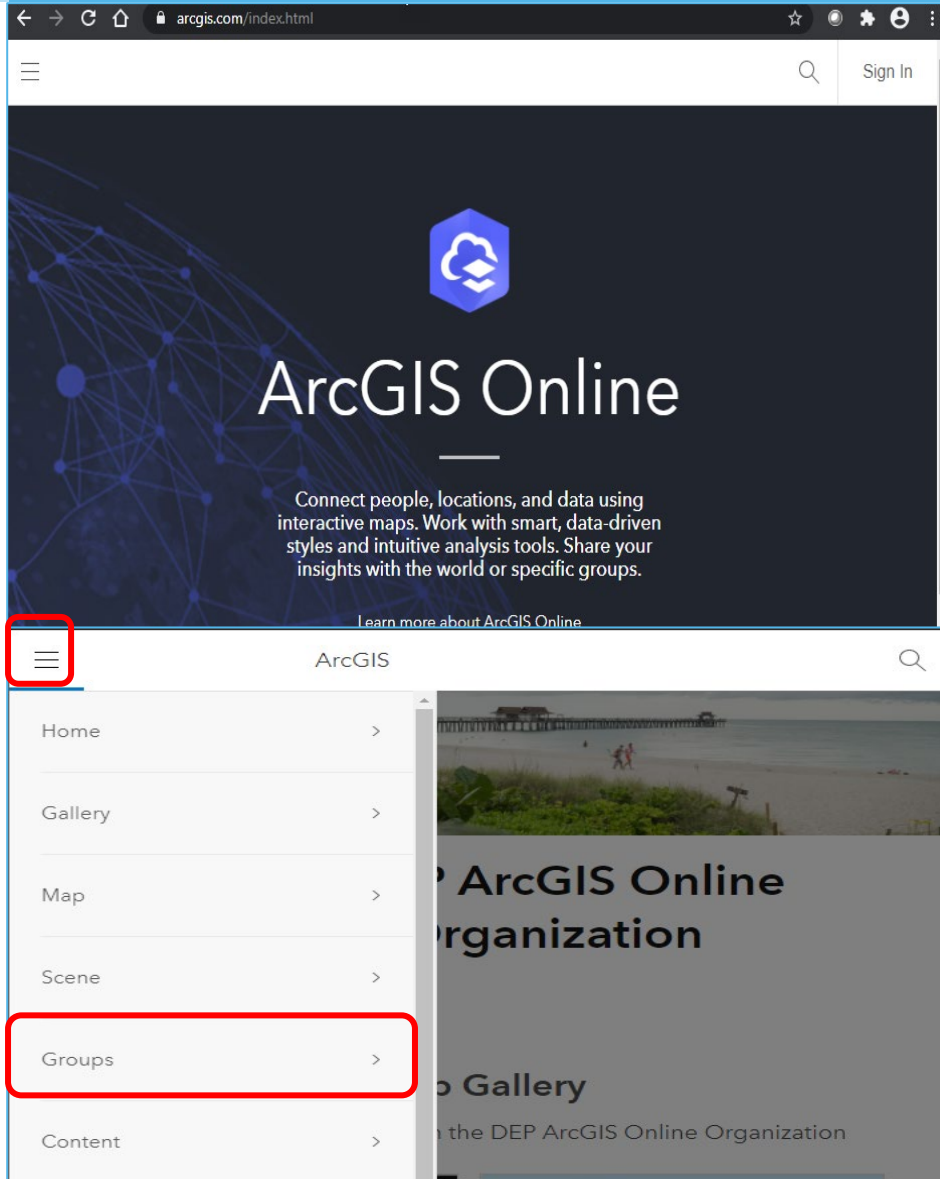 arcgis.com/index.html
Sign In
ArcGIS Online
Connect people, locations, and data using
interactive maps. Work with smart, data-driven
styles and intuitive analysis tools. Share your
insights with the world or specific groups.
Learn more about ArcGIS Online
ArcGIS
Home
Gallery
Map
Scene
Groups
Content
ArcGIS Online
rganization
Gallery
the DEP ArcGIS Online Organization